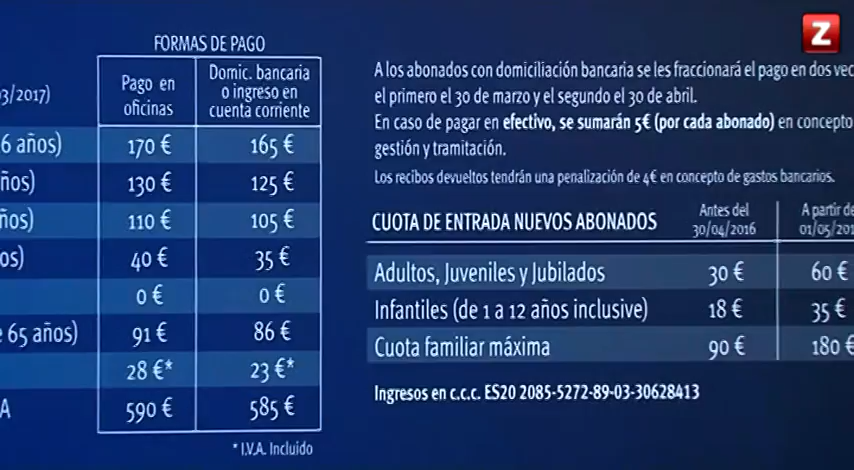 Z
FORMAS DE PAGO
03/2017)
Pago en oficinas
Domic. bancaria o ingreso en cuenta corriente
6 años) 170 € 165 €
ños) 130 € 125 €
ños) 110 € 105 €
os) 40 € 35 €
0 € 0 €
e 65 años) 91 € 86 €
28 €* 23 €*
A 590 € 585 €
* I.V.A. Incluido
A los abonados con domiciliación bancaria se les fraccionará el pago en dos vec
el primero el 30 de marzo y el segundo el 30 de abril.
En caso de pagar en efectivo, se sumarán 5€ (por cada abonado) en concepto
gestión y tramitación.
Los recibos devueltos tendrán una penalización de 4€ en concepto de gastos bancarios.
CUOTA DE ENTRADA NUEVOS ABONADOS
Antes del 30/04/2016
A partir de 01/05/201
Adultos, Juveniles y Jubilados 30 € 60 €
Infantiles (de 1 a 12 años inclusive) 18 € 35 €
Cuota familiar máxima 90 € 180 €
Ingresos en c.c.c. ES20 2085-5272-89-03-30628413